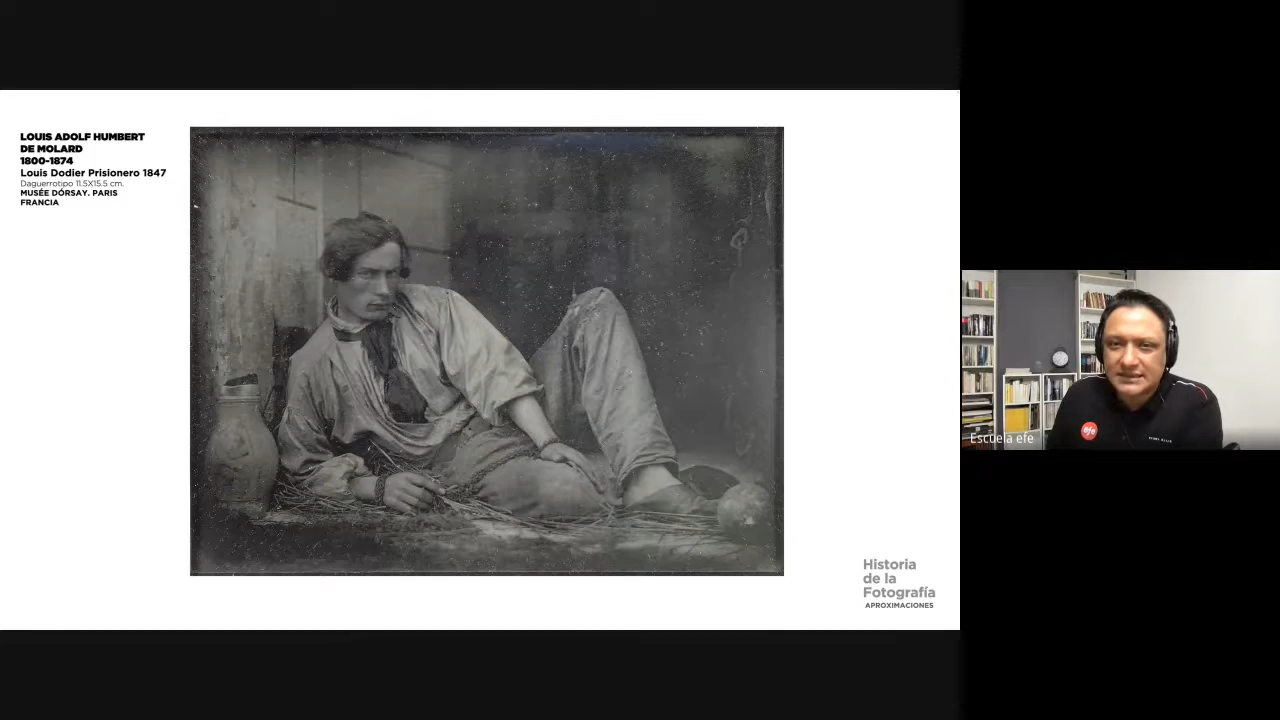 LOUIS ADOLF HUMBERT
DE MOLARD
1800-1874
Louis Dodier Prisionero 1847
Daguerrotipo 11.5X15.5 cm.
MUSÉE DÓRSAY. PARIS
FRANCIA
Historia
de la
Fotografía
APROXIMACIONES
efe
Escuela efe